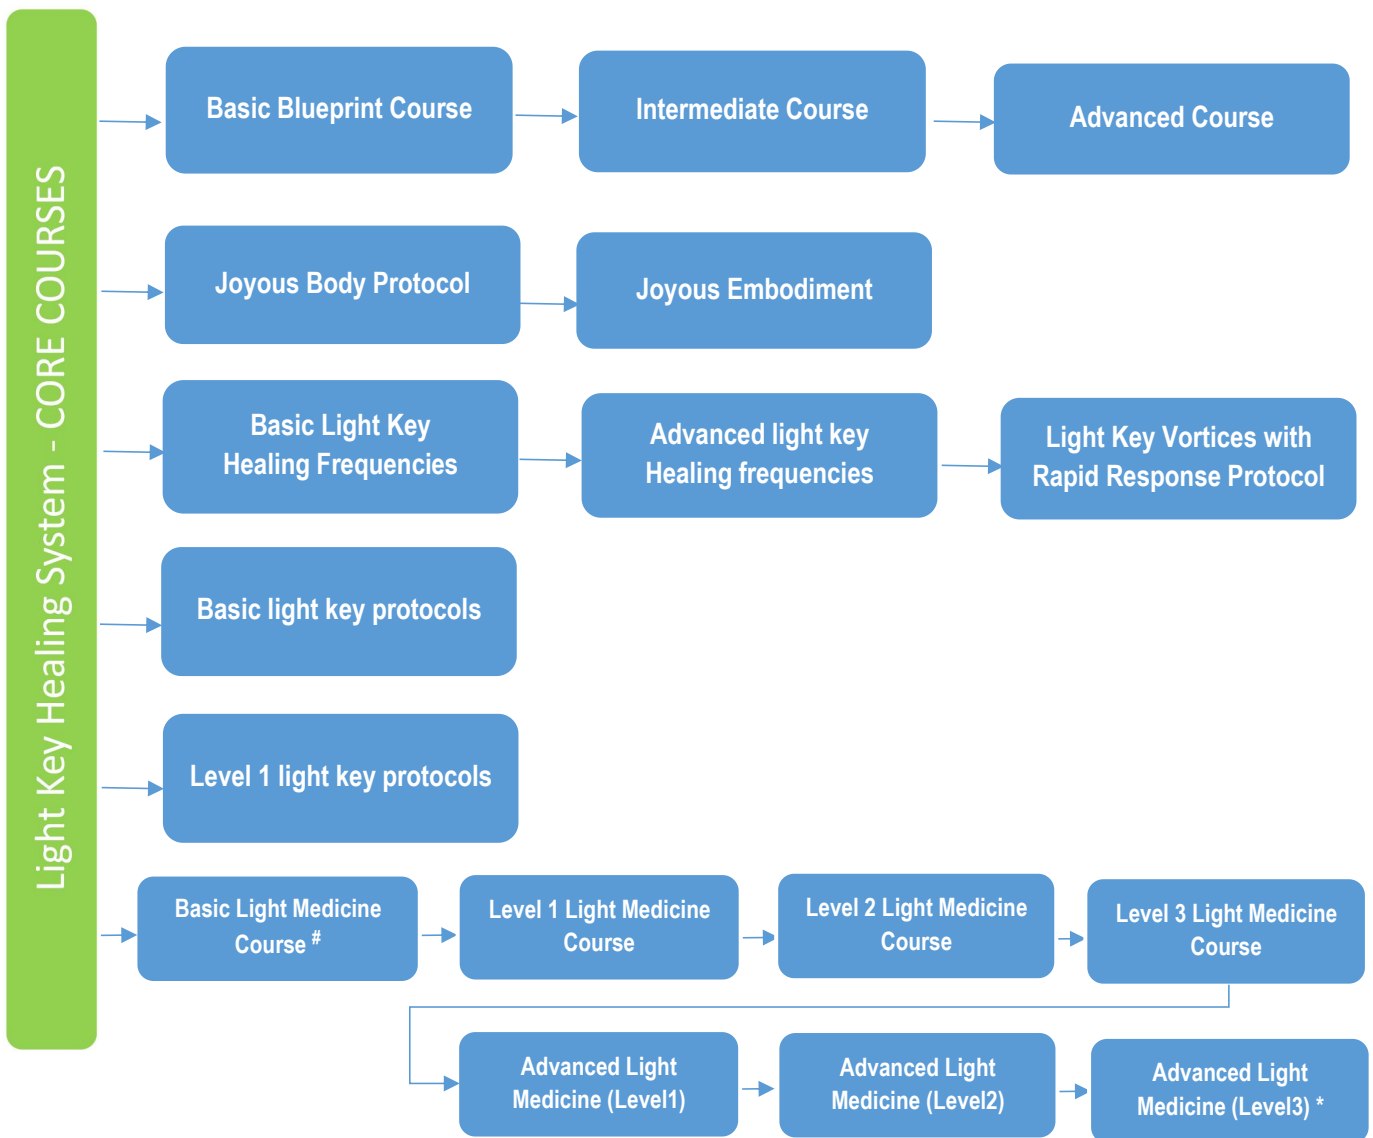 Light Key Healing System - CORE COURSES
Basic Blueprint Course
Intermediate Course
Advanced Course
Joyous Body Protocol
Joyous Embodiment
Basic Light Key
Healing Frequencies
Advanced light key
Healing frequencies
Light Key Vortices with
Rapid Response Protocol
Basic light key protocols
Level 1 light key protocols
Basic Light Medicine
Course #
Level 1 Light Medicine
Course
Level 2 Light Medicine
Course
Level 3 Light Medicine
Course
Advanced Light
Medicine (Level1)
Advanced Light
Medicine (Level2)
Advanced Light
Medicine (Level3) *